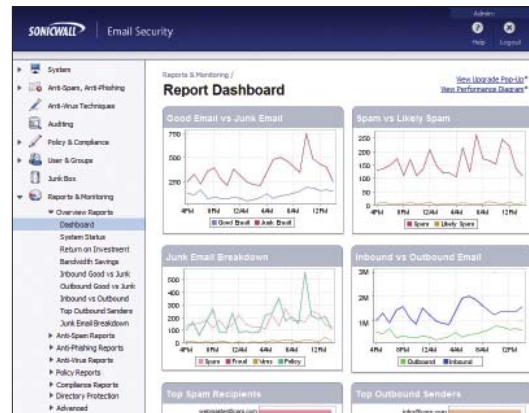 Admin
SONICWALL Email Security
Help Logout
System
Anti-Spam, Anti-Phishing
Anti-Virus Techniques
Auditing
Policy & Compliance
User & Groups
Junk Box
Reports & Monitoring
Overview Reports
Dashboard
System Status
Return on Investment
Bandwidth Savings
Inbound Good vs Junk
Outbound Good vs Junk
Inbound vs Outbound
Top Outbound Senders
Junk Email Breakdown
Anti-Spam Reports
Anti-Phishing Reports
Anti-Virus Reports
Policy Reports
Compliance Reports
Directory Protection
Advanced
Reports & Monitoring /
Report Dashboard
View Upgrade Pop-Up*
View Performance Diagram*
Good Email vs Junk Email
750
500
250
4PM 8PM 12AM 4AM 8AM 12PM
Good Email Junk Email
Spam vs Likely Spam
250
200
150
100
50
0
4PM 8PM 12AM 4AM 8AM 12PM
Spam Likely Spam
Junk Email Breakdown
500
400
300
200
100
0
4PM 8PM 12AM 4AM 8AM 12PM
Spam Fraud Virus Policy
Inbound vs Outbound Email
3M
2M
1M
4PM 8PM 12AM 4AM 8AM 12PM
Outbound Inbound
Top Spam Recipients
Top Outbound Senders